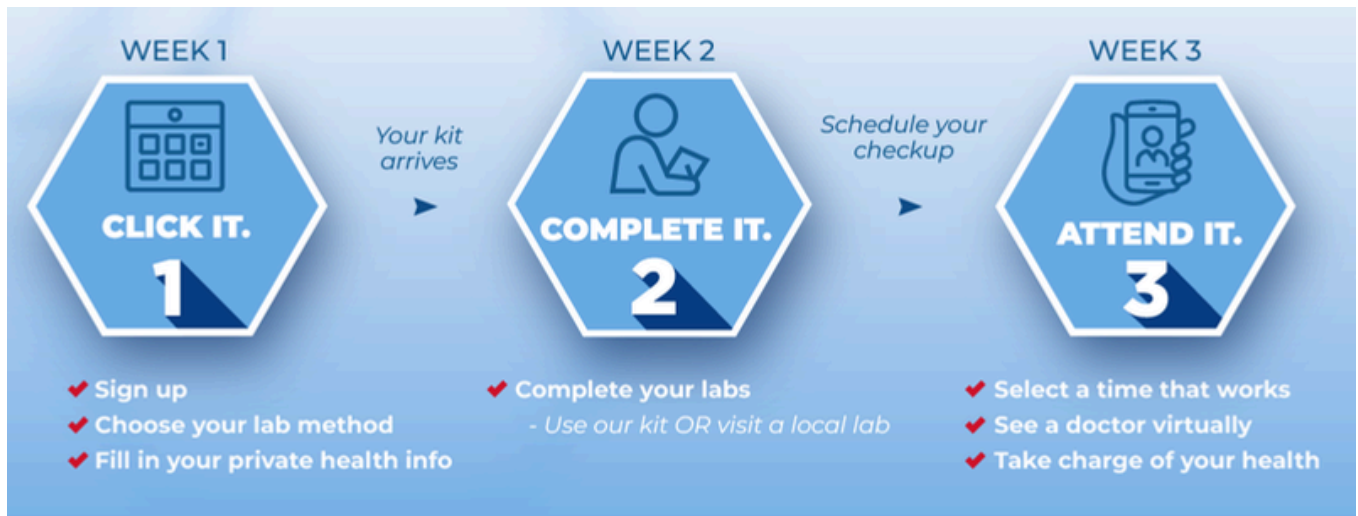 WEEK 1
CLICK IT.
1
Sign up
Choose your lab method
Fill in your private health info
Your kit
arrives
WEEK 2
COMPLETE IT.
2
Complete your labs
- Use our kit OR visit a local lab
Schedule your
checkup
WEEK 3
ATTEND IT.
3
Select a time that works
See a doctor virtually
Take charge of your health